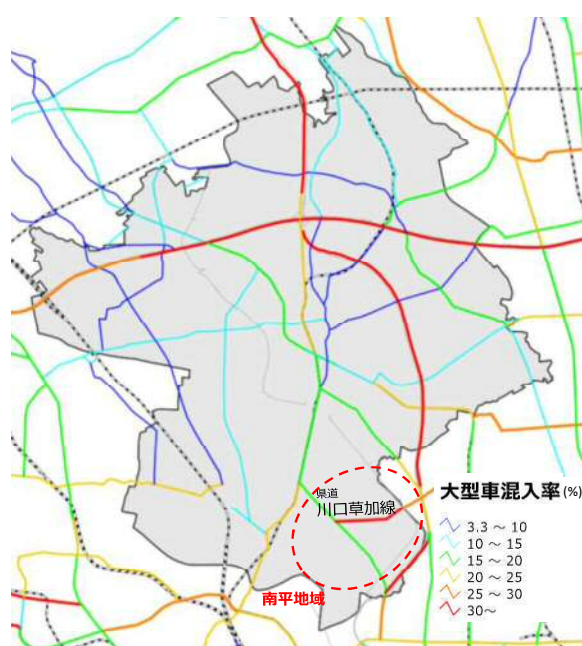 県道
川口草加線
南平地域
大型車混入率(%)
3.3 ～ 10
10 ～ 15
15 ～ 20
20 ～ 25
25 ～ 30
30～